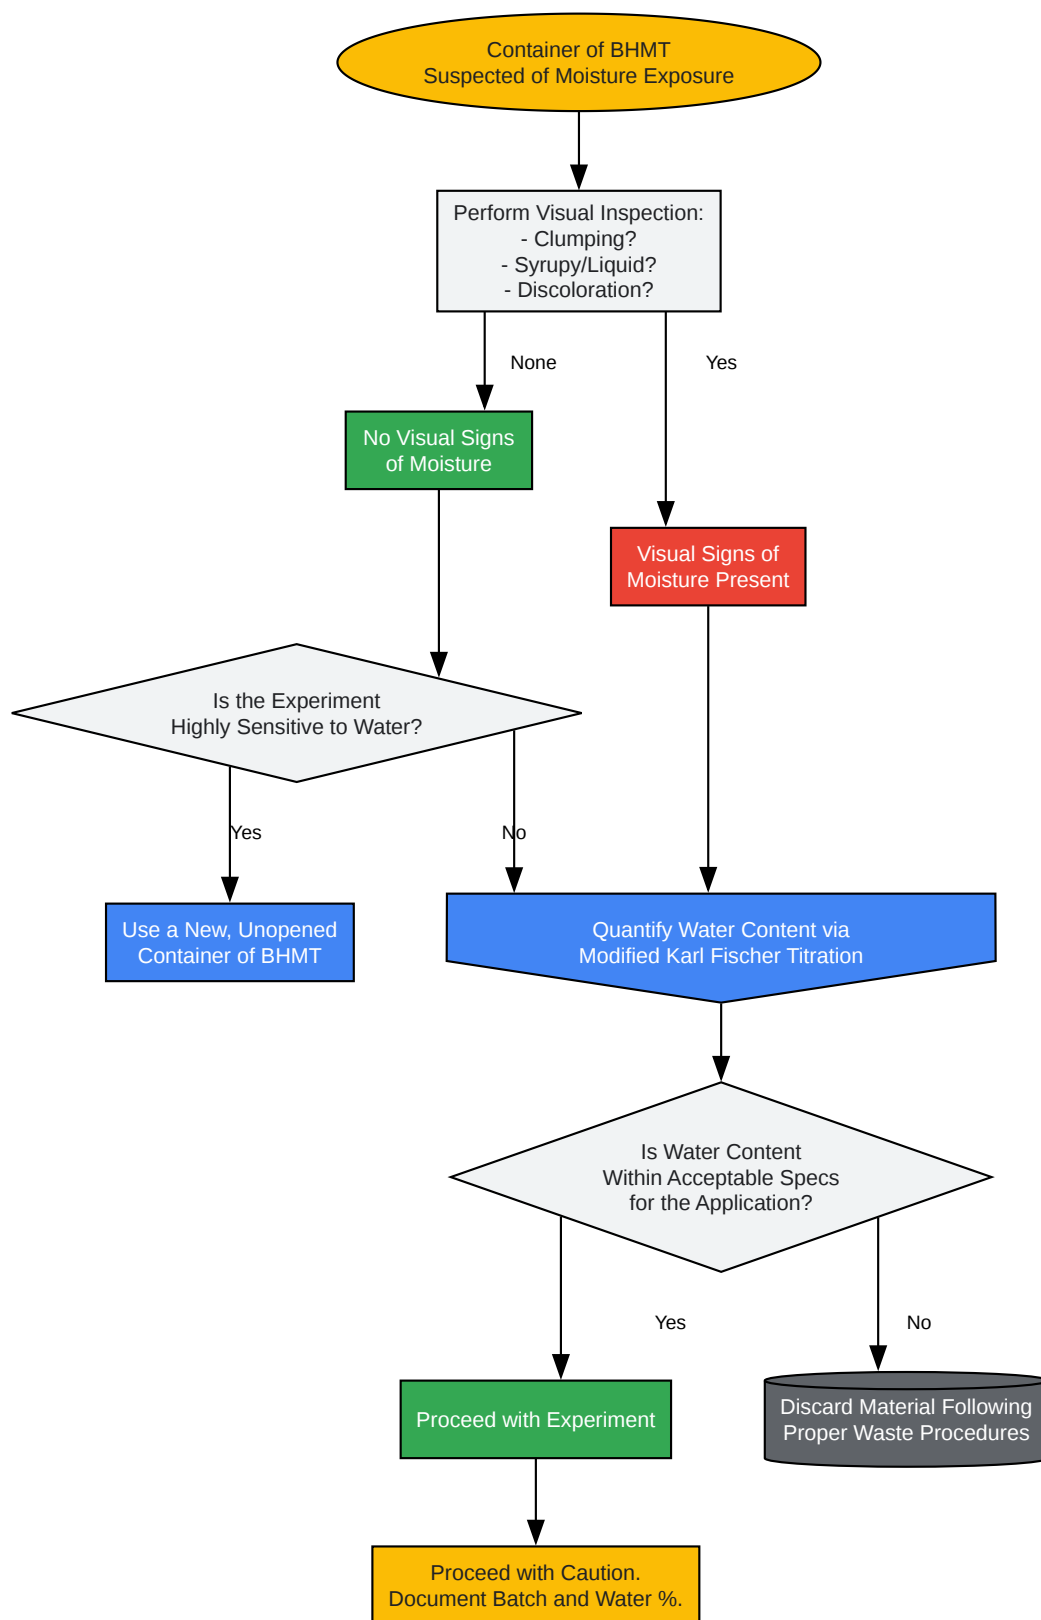 Container of BHMT
Suspected of Moisture Exposure
Perform Visual Inspection:
- Clumping?
- Syrupy/Liquid?
- Discoloration?
None
Yes
No Visual Signs
of Moisture
Visual Signs of
Moisture Present
Is the Experiment
Highly Sensitive to Water?
Yes
No
Use a New, Unopened
Container of BHMT
Quantify Water Content via
Modified Karl Fischer Titration
Is Water Content
Within Acceptable Specs
for the Application?
Yes
No
Proceed with Experiment
Discard Material Following
Proper Waste Procedures
Proceed with Caution.
Document Batch and Water %.